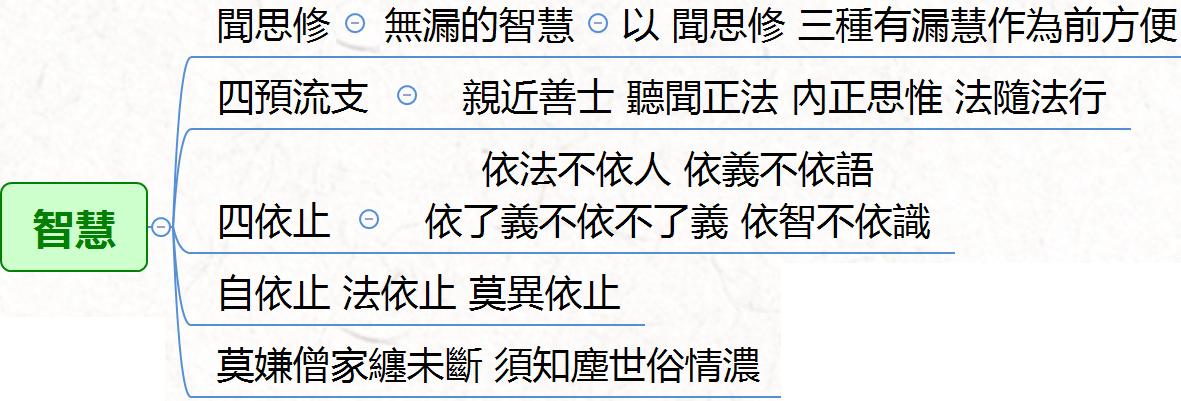 聞思修 無漏的智慧 以 聞思修 三種有漏慧作為前方便
四預流支 親近善士 聽聞正法 內正思惟 法隨法行
智慧
依法不依人 依義不依語
四依止 依了義不依不了義 依智不依識
自依止 法依止 莫異依止
莫嫌僧家纏未斷 須知塵世俗情濃